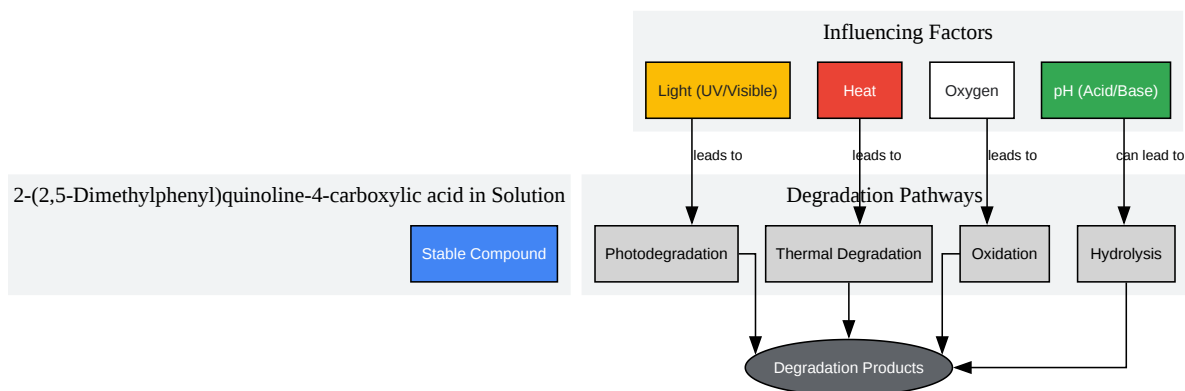 Influencing Factors
Light (UV/Visible)
Heat
Oxygen
pH (Acid/Base)
leads to
leads to
leads to
can lead to
2-(2,5-Dimethylphenyl)quinoline-4-carboxylic acid in Solution
Degradation Pathways
Stable Compound
Photodegradation
Thermal Degradation
Oxidation
Hydrolysis
Degradation Products